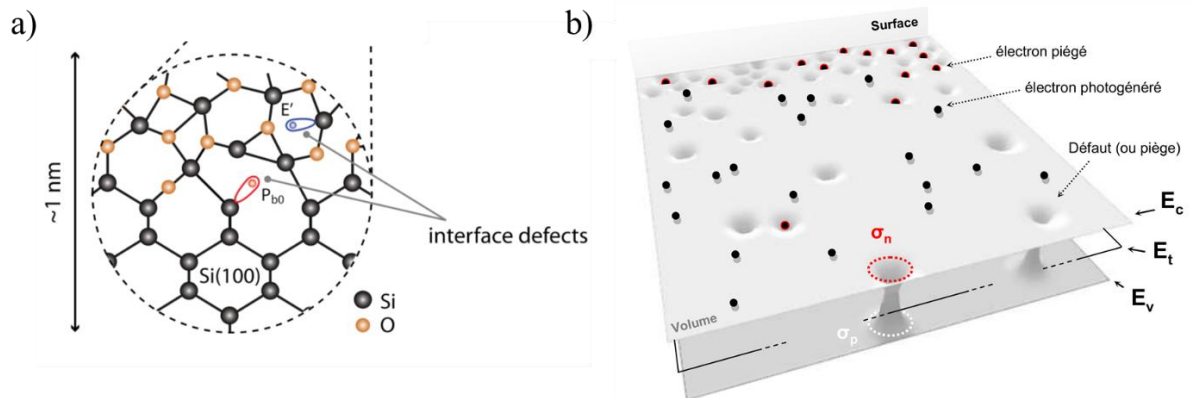 a)
~1 nm
E'
P_b0
Si(100)
interface defects
Si
O
b)
Surface
électron piégé
électron photogénéré
Défaut (ou piège)
E_c
σ_n
E_t
E_v
Volume
σ_p